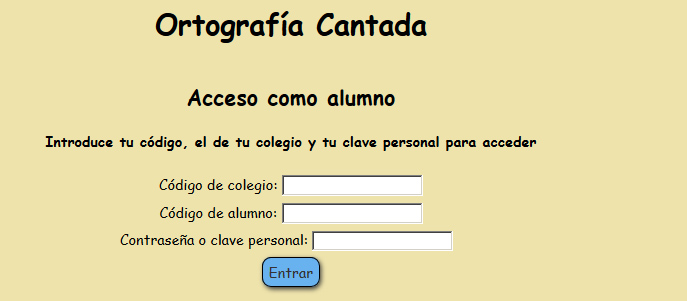 Ortografía Cantada
Acceso como alumno
Introduce tu código, el de tu colegio y tu clave personal para acceder
Código de colegio:
Código de alumno:
Contraseña o clave personal:
Entrar